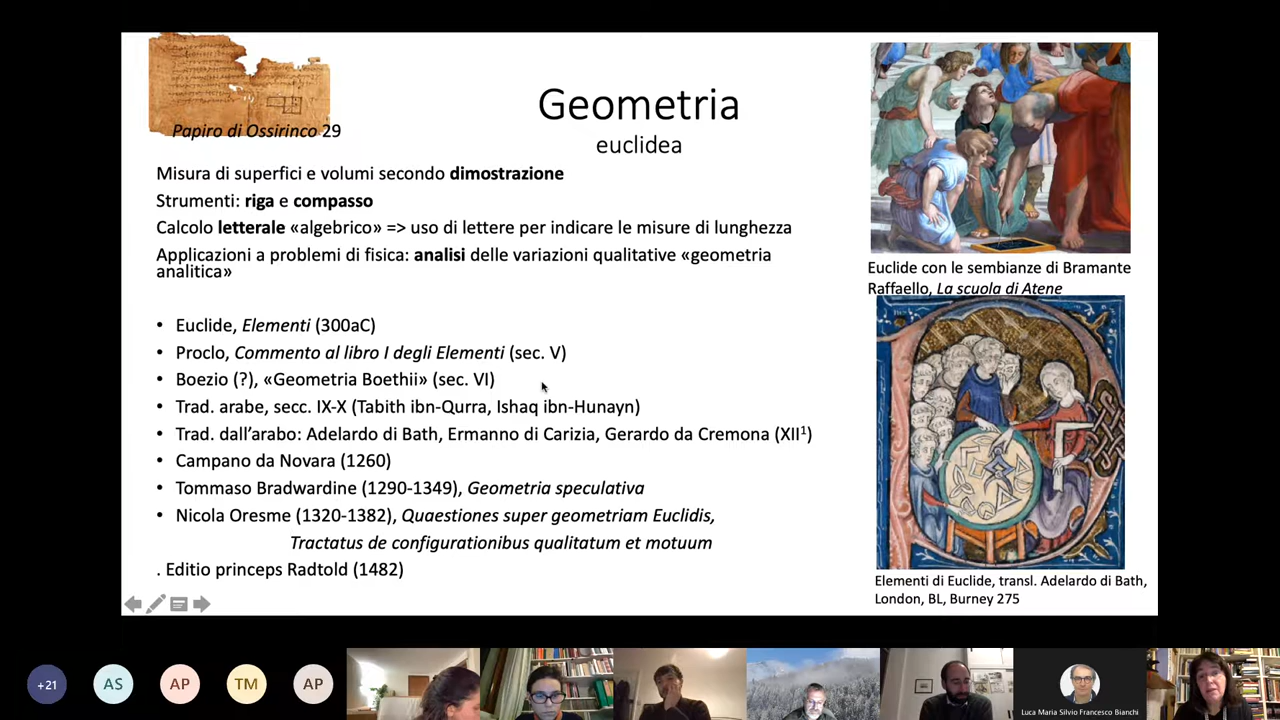 Papiro di Ossirinco 29
Geometria
euclidea
Misura di superfici e volumi secondo dimostrazione
Strumenti: riga e compasso
Calcolo letterale «algebrico» => uso di lettere per indicare le misure di lunghezza
Applicazioni a problemi di fisica: analisi delle variazioni qualitative «geometria
analitica»
• Euclide, Elementi (300aC)
• Proclo, Commento al libro I degli Elementi (sec. V)
• Boezio (?), «Geometria Boethii» (sec. VI)
• Trad. arabe, secc. IX-X (Tabith ibn-Qurra, Ishaq ibn-Hunayn)
• Trad. dall'arabo: Adelardo di Bath, Ermanno di Carizia, Gerardo da Cremona (XII¹)
• Campano da Novara (1260)
• Tommaso Bradwardine (1290-1349), Geometria speculativa
• Nicola Oresme (1320-1382), Quaestiones super geometriam Euclidis,
Tractatus de configurationibus qualitatum et motuum
. Editio princeps Radtold (1482)
Euclide con le sembianze di Bramante
Raffaello, La scuola di Atene
Elementi di Euclide, transl. Adelardo di Bath,
London, BL, Burney 275
+21
AS
AP
TM
AP
Luca Maria Silvio Francesco Bianchi